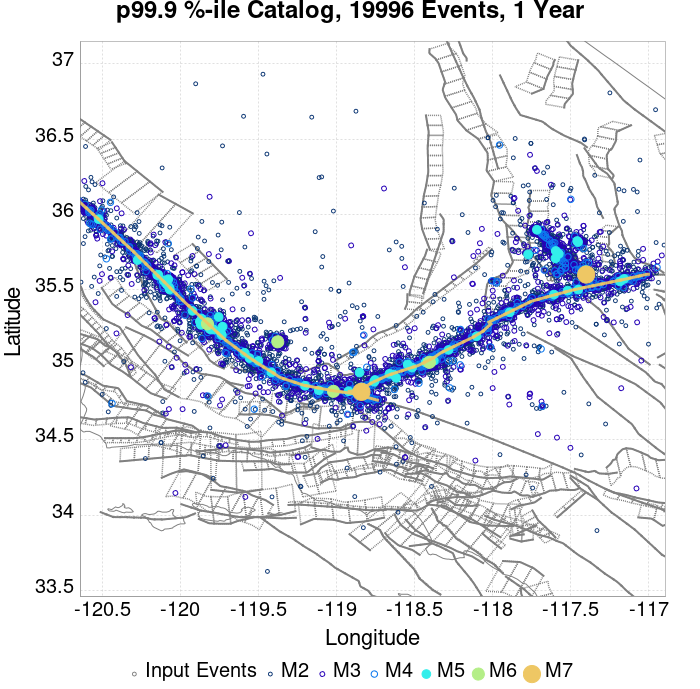 p99.9 %-ile Catalog, 19996 Events, 1 Year
37
36.5
36
35.5
35
34.5
34
33.5
Latitude
-120.5 -120 -119.5 -119 -118.5 -118 -117.5 -117
Longitude
Input Events M2 M3 M4 M5 M6 M7